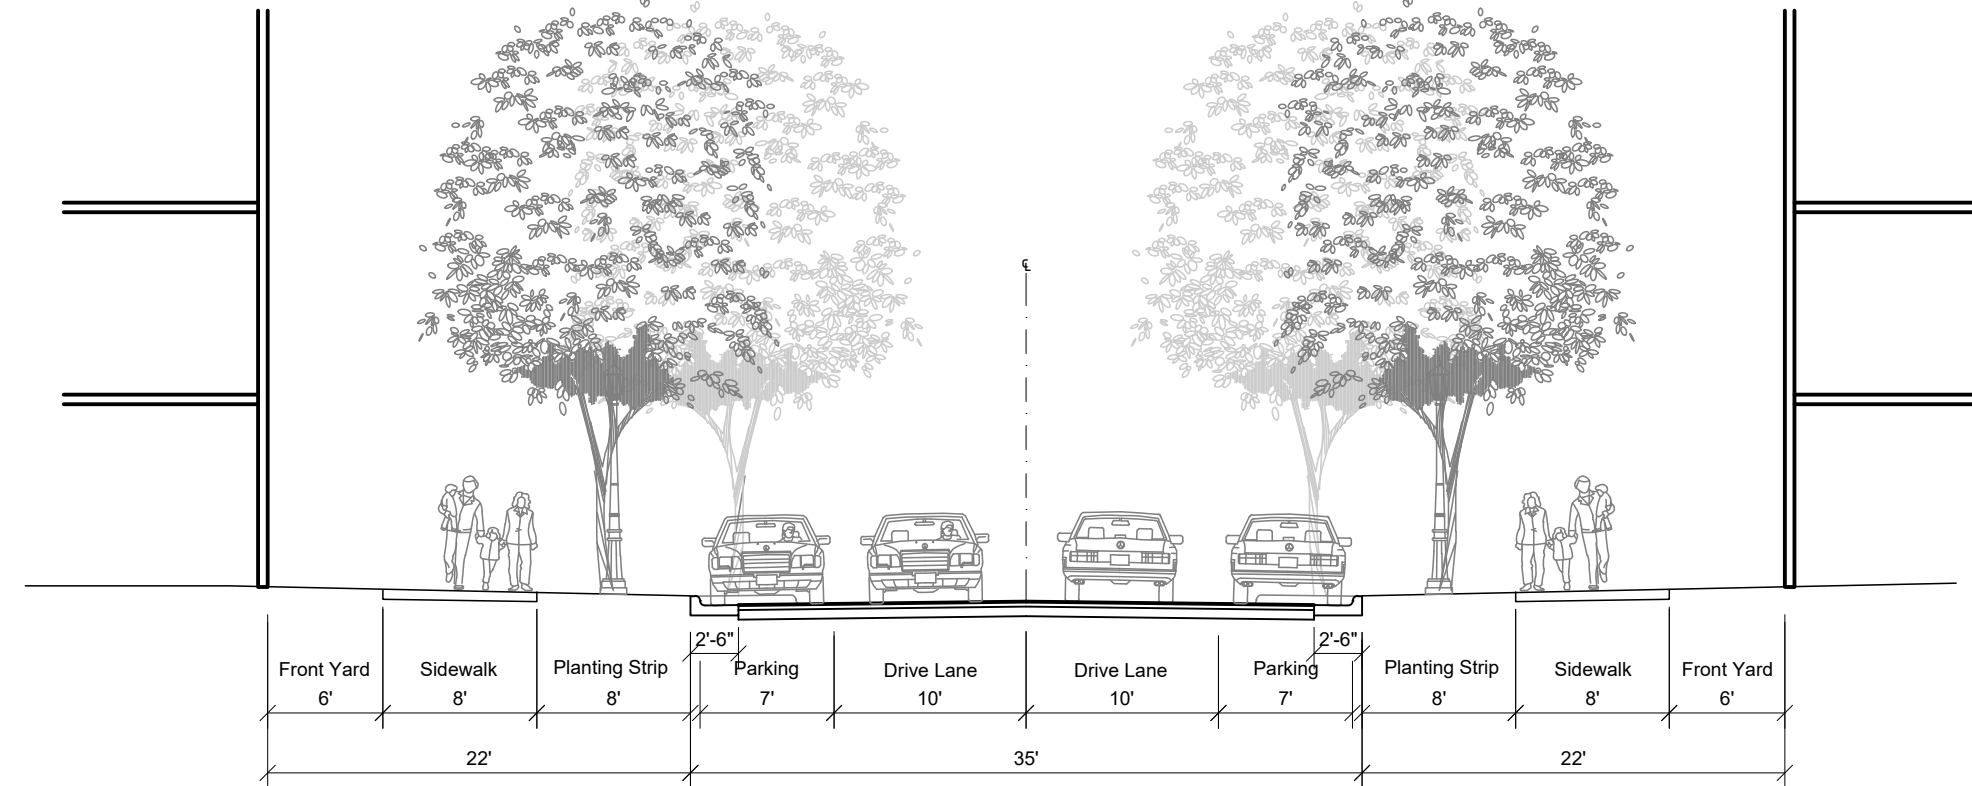 ℄
2'-6" 2'-6"
Front Yard Sidewalk Planting Strip Parking Drive Lane Drive Lane Parking Planting Strip Sidewalk Front Yard
6' 8' 8' 7' 10' 10' 7' 8' 8' 6'
22' 35' 22'